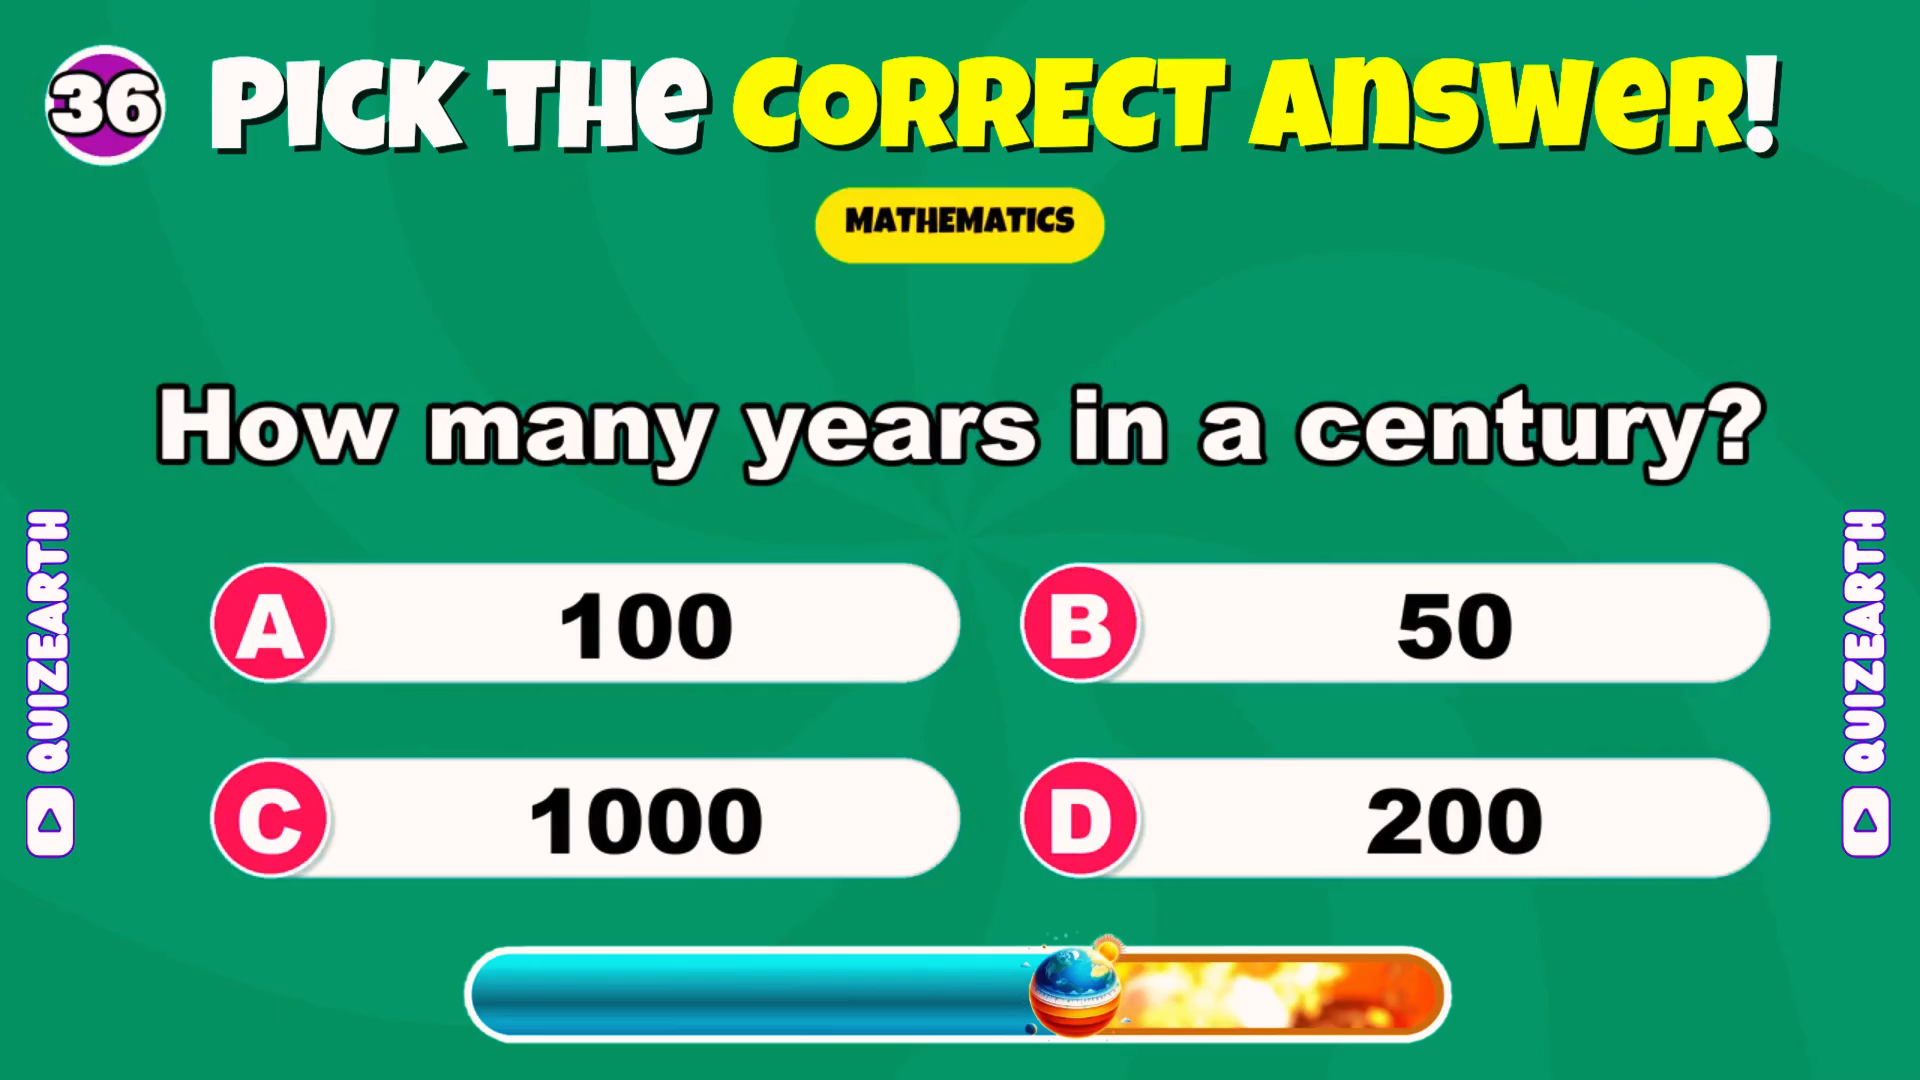 36 PICK THE CORRECT ANSWER!
MATHEMATICS
How many years in a century?
A 100
B 50
C 1000
D 200
QUIZEARTH
QUIZEARTH